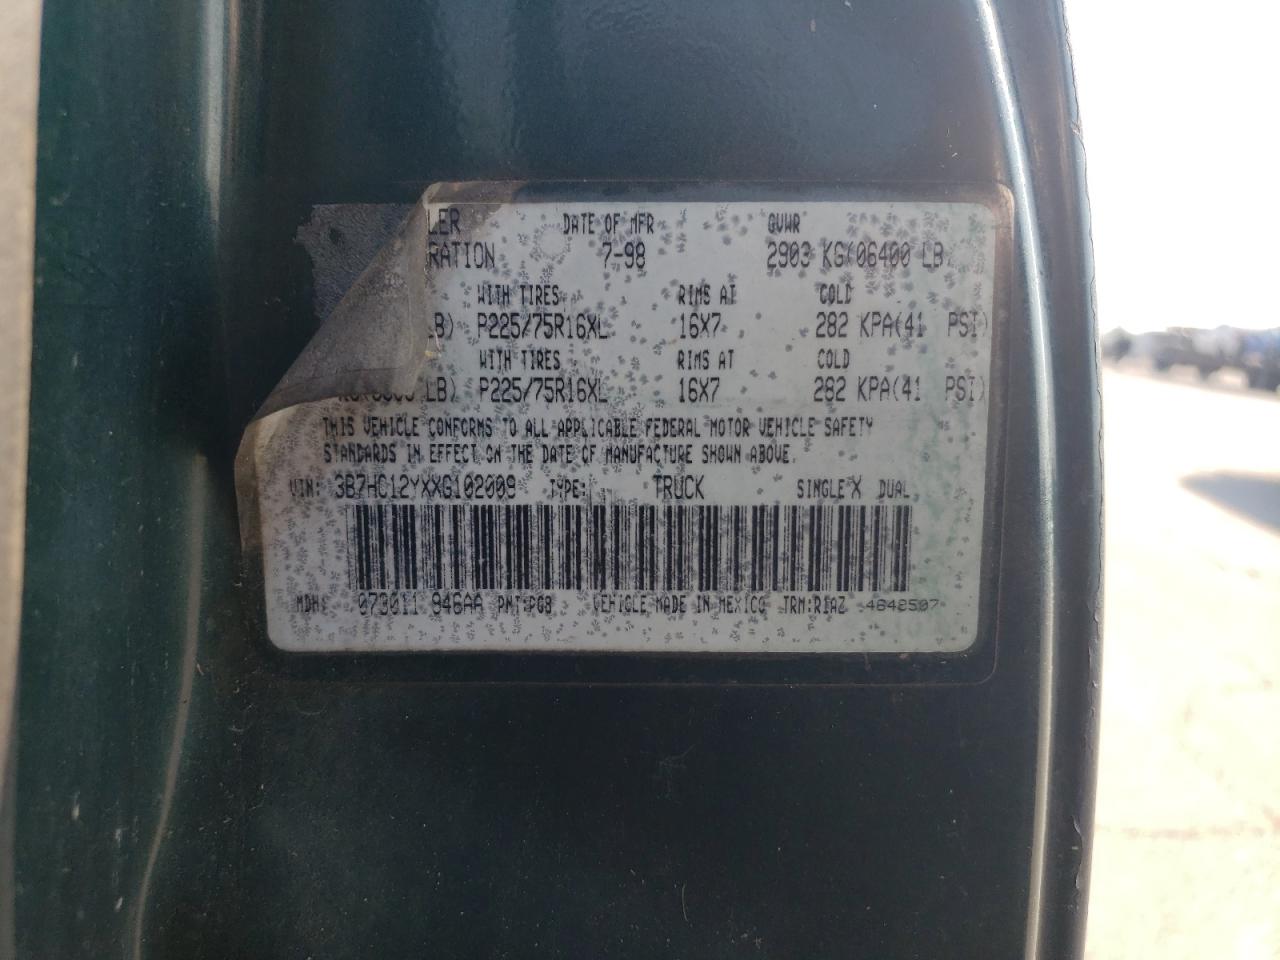 LER DATE OF MFR GVWR
RATION 7-98 2903 KG(06400 LB)
WITH TIRES RIMS AT COLD
LB) P225/75R16XL 16X7 282 KPA(41 PSI)
WITH TIRES RIMS AT COLD
LB) P225/75R16XL 16X7 282 KPA(41 PSI)
THIS VEHICLE CONFORMS TO ALL APPLICABLE FEDERAL MOTOR VEHICLE SAFETY
STANDARDS IN EFFECT ON THE DATE OF MANUFACTURE SHOWN ABOVE.
VIN: 3B7HC12YXXG102009 TYPE: TRUCK SINGLE X DUAL
MDH: 073011 946AA PNT:PG8 VEHICLE MADE IN MEXICO TRM:R1AZ 4648507